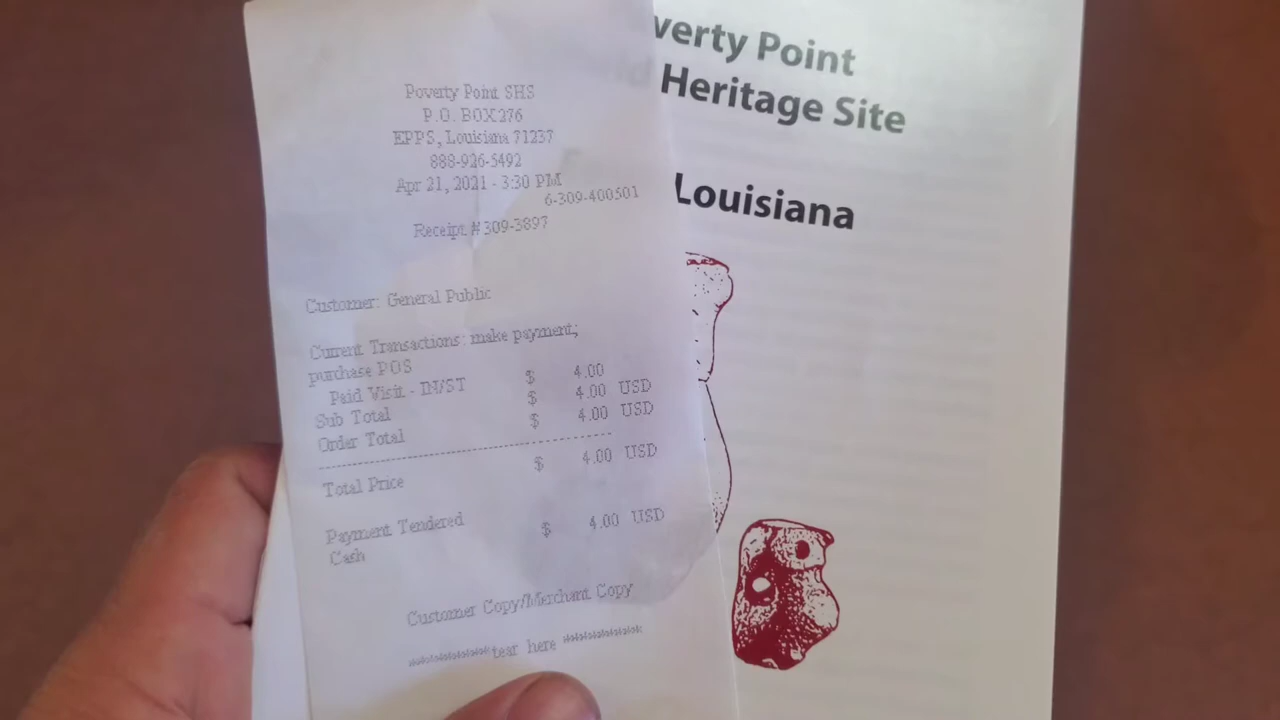 Poverty Point SHS
P.O. BOX 276
EPPS, Louisiana 71237
888-926-5492
Apr 21, 2021 - 3:30 PM
6-309-400501
Receipt # 309-3897
Customer: General Public
Current Transactions: make payment;
purchase POS
Paid Visit - IN/ST $ 4.00
Sub Total $ 4.00 USD
Order Total $ 4.00 USD
Total Price $ 4.00 USD
Payment Tendered
Cash $ 4.00 USD
Customer Copy/Merchant Copy
tear here
verty Point
Heritage Site
Louisiana